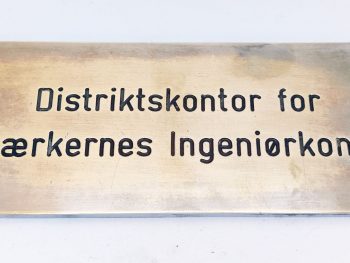 Distriktskontor for
ærkernes Ingeniørkon